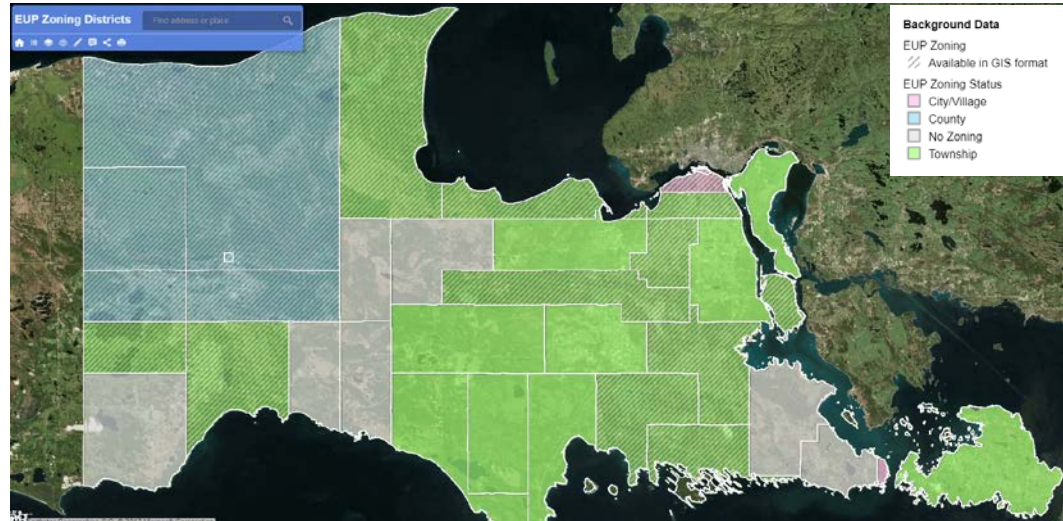 EUP Zoning Districts
Find address or place
Background Data
EUP Zoning
Available in GIS format
EUP Zoning Status
City/Village
County
No Zoning
Township